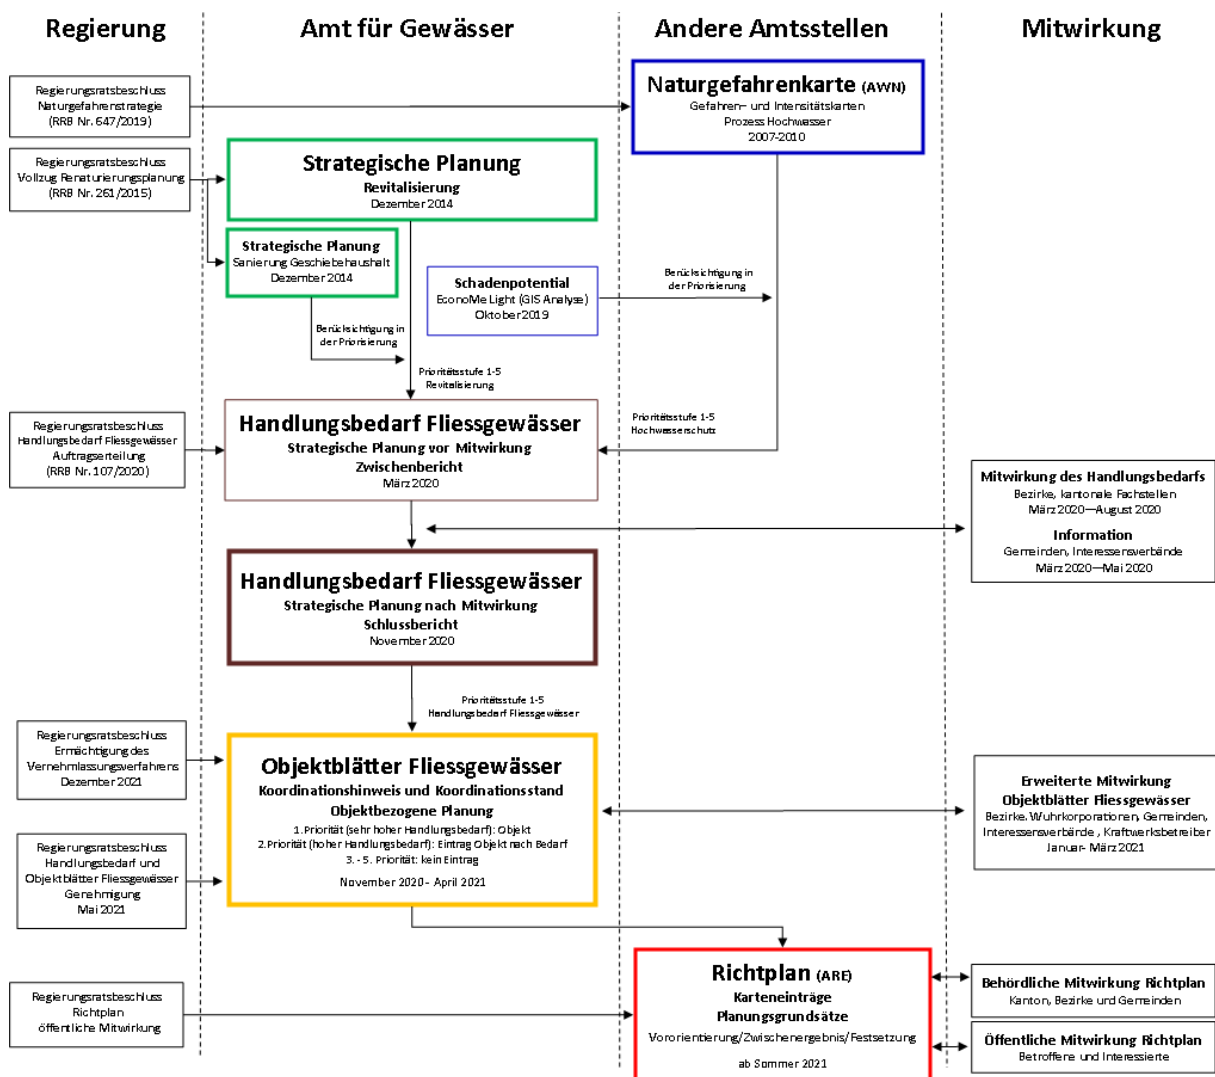 Regierung
Amt für Gewässer
Andere Amtsstellen
Mitwirkung
Regierungsratsbeschluss
Naturgefahrenstrategie
(RRB Nr. 647/2019)
Naturgefahrenkarte (AWN)
Gefahren- und Intensitätskarten
Prozess Hochwasser
2007-2010
Regierungsratsbeschluss
Vollzug Renaturierungsplanung
(RRB Nr. 261/2015)
Strategische Planung
Revitalisierung
Dezember 2014
Strategische Planung
Sanierung Geschiebehaushalt
Dezember 2014
Schadenpotential
EconoMe Light (GIS Analyse)
Oktober 2019
Berücksichtigung in
der Priorisierung
Berücksichtigung in
der Priorisierung
Prioritätsstufe 1-5
Revitalisierung
Regierungsratsbeschluss
Handlungsbedarf Fliessgewässer
Auftragserteilung
(RRB Nr. 107/2020)
Handlungsbedarf Fliessgewässer
Strategische Planung vor Mitwirkung
Zwischenbericht
März 2020
Prioritätsstufe 1-5
Hochwasserschutz
Mitwirkung des Handlungsbedarfs
Bezirke, kantonale Fachstellen
März 2020—August 2020
Information
Gemeinden, Interessensverbände
März 2020—Mai 2020
Handlungsbedarf Fliessgewässer
Strategische Planung nach Mitwirkung
Schlussbericht
November 2020
Prioritätsstufe 1-5
Handlungsbedarf Fliessgewässer
Regierungsratsbeschluss
Ermächtigung des
Vernehmlassungsverfahrens
Dezember 2021
Objektblätter Fliessgewässer
Koordinationshinweis und Koordinationsstand
Objektbezogene Planung
1.Priorität (sehr hoher Handlungsbedarf): Objekt
2.Priorität (hoher Handlungsbedarf): Eintrag Objekt nach Bedarf
3. - 5. Priorität: kein Eintrag
November 2020 - April 2021
Erweiterte Mitwirkung
Objektblätter Fliessgewässer
Bezirke. Wuhrkorporationen, Gemeinden,
Interessensverbände , Kraftwerksbetreiber
Januar- März 2021
Regierungsratsbeschluss
Handlungsbedarf und
Objektblätter Fliessgewässer
Genehmigung
Mai 2021
Regierungsratsbeschluss
Richtplan
öffentliche Mitwirkung
Richtplan (ARE)
Karteneinträge
Planungsgrundsätze
Vororientierung/Zwischenergebnis/Festsetzung
ab Sommer 2021
Behördliche Mitwirkung Richtplan
Kanton, Bezirke und Gemeinden
Öffentliche Mitwirkung Richtplan
Betroffene und Interessierte